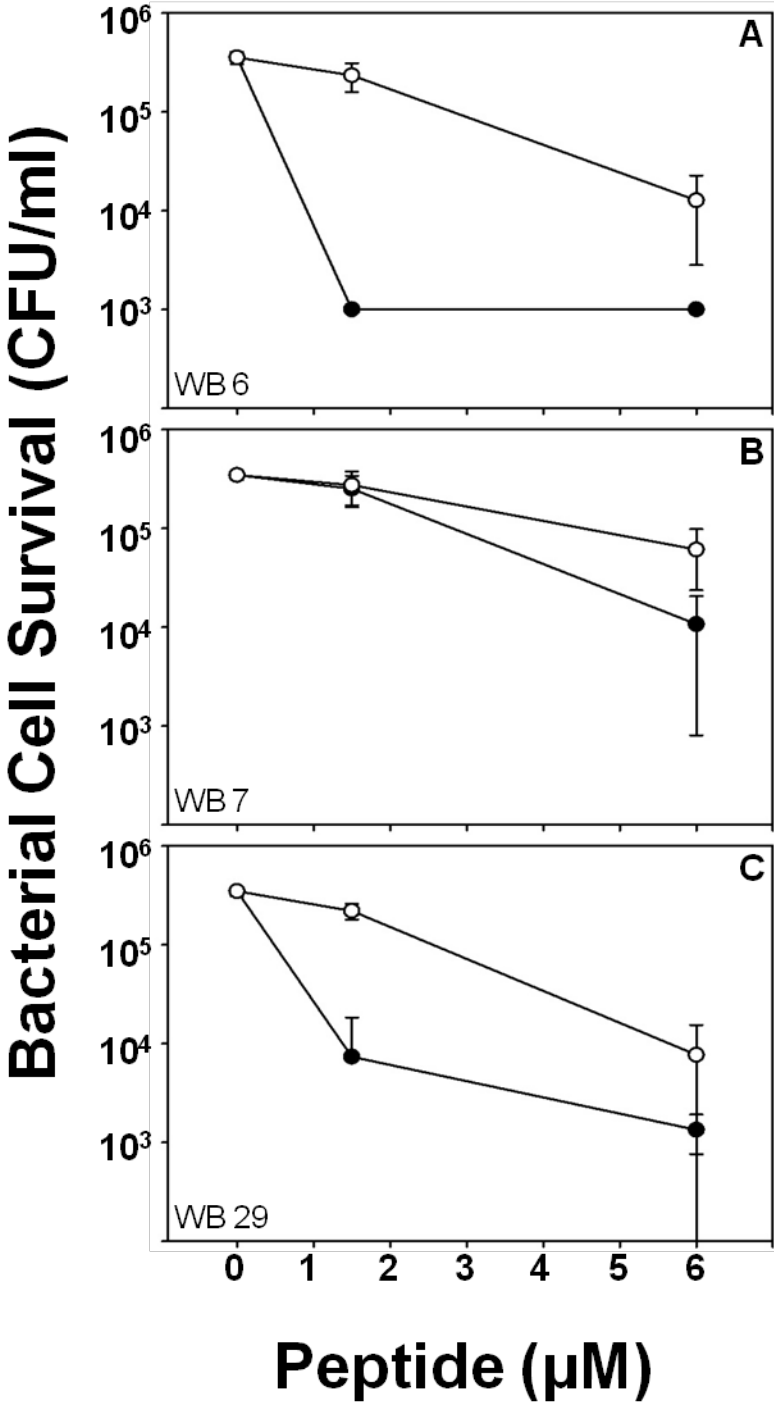 Bacterial Cell Survival (CFU/ml)
10⁶
A
10⁵
10⁴
10³
WB 6
10⁶
B
10⁵
10⁴
10³
WB 7
10⁶
C
10⁵
10⁴
10³
WB 29
0 1 2 3 4 5 6
Peptide (µM)